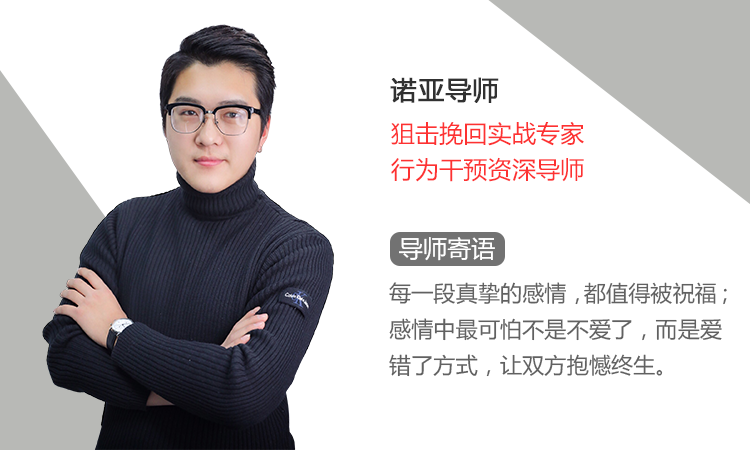 诺亚导师
狙击挽回实战专家
行为干预资深导师
导师寄语
每一段真挚的感情，都值得被祝福；
感情中最可怕不是不爱了，而是爱
错了方式，让双方抱憾终生。